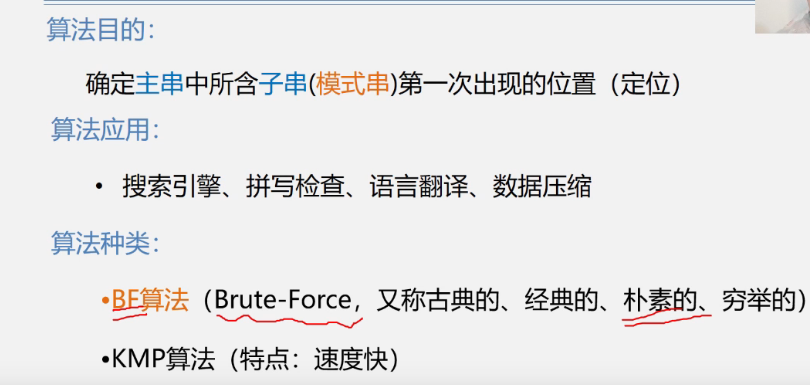 算法目的：
确定主串中所含子串(模式串)第一次出现的位置（定位）
算法应用：
• 搜索引擎、拼写检查、语言翻译、数据压缩
算法种类：
•BF算法（Brute-Force，又称古典的、经典的、朴素的、穷举的）
•KMP算法（特点：速度快）